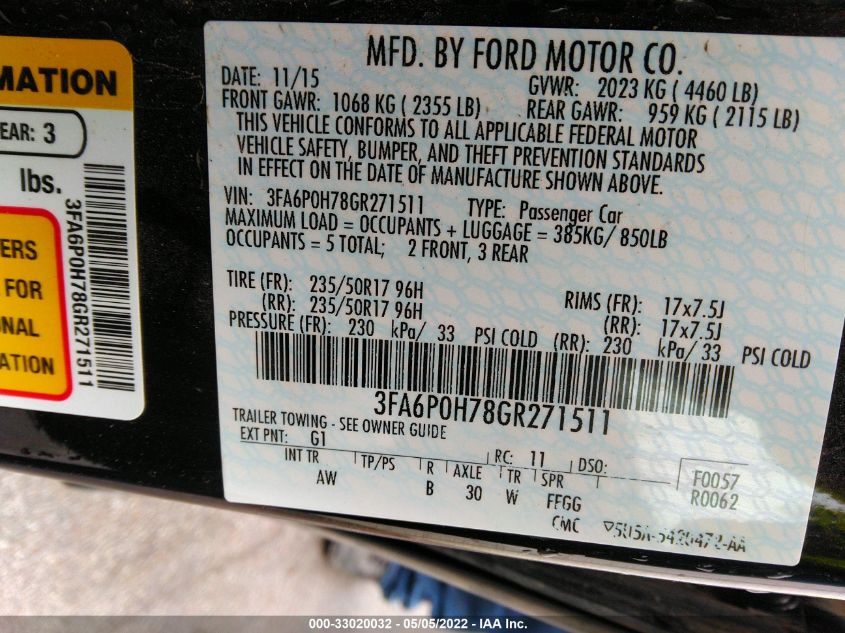 MFD. BY FORD MOTOR CO.
DATE: 11/15 GVWR: 2023 KG ( 4460 LB)
FRONT GAWR: 1068 KG ( 2355 LB) REAR GAWR: 959 KG ( 2115 LB)
THIS VEHICLE CONFORMS TO ALL APPLICABLE FEDERAL MOTOR
VEHICLE SAFETY, BUMPER, AND THEFT PREVENTION STANDARDS
IN EFFECT ON THE DATE OF MANUFACTURE SHOWN ABOVE.
VIN: 3FA6P0H78GR271511 TYPE: Passenger Car
MAXIMUM LOAD = OCCUPANTS + LUGGAGE = 385KG/ 850LB
OCCUPANTS = 5 TOTAL; 2 FRONT, 3 REAR
TIRE (FR): 235/50R17 96H RIMS (FR): 17x7.5J
(RR): 235/50R17 96H (RR): 17x7.5J
PRESSURE (FR): 230 kPa/ 33 PSI COLD (RR): 230 kPa/ 33 PSI COLD
3FA6P0H78GR271511
TRAILER TOWING - SEE OWNER GUIDE
EXT PNT: G1 RC: 11 DSO:
INT TR TP/PS R AXLE TR SPR
AW B 30 W FFGG
F0057
R0062
CMC
MATION
EAR: 3
lbs.
3FA6P0H78GR271511
ERS
FOR
ONAL
ATION
000-33020032 - 05/05/2022 - IAA Inc.